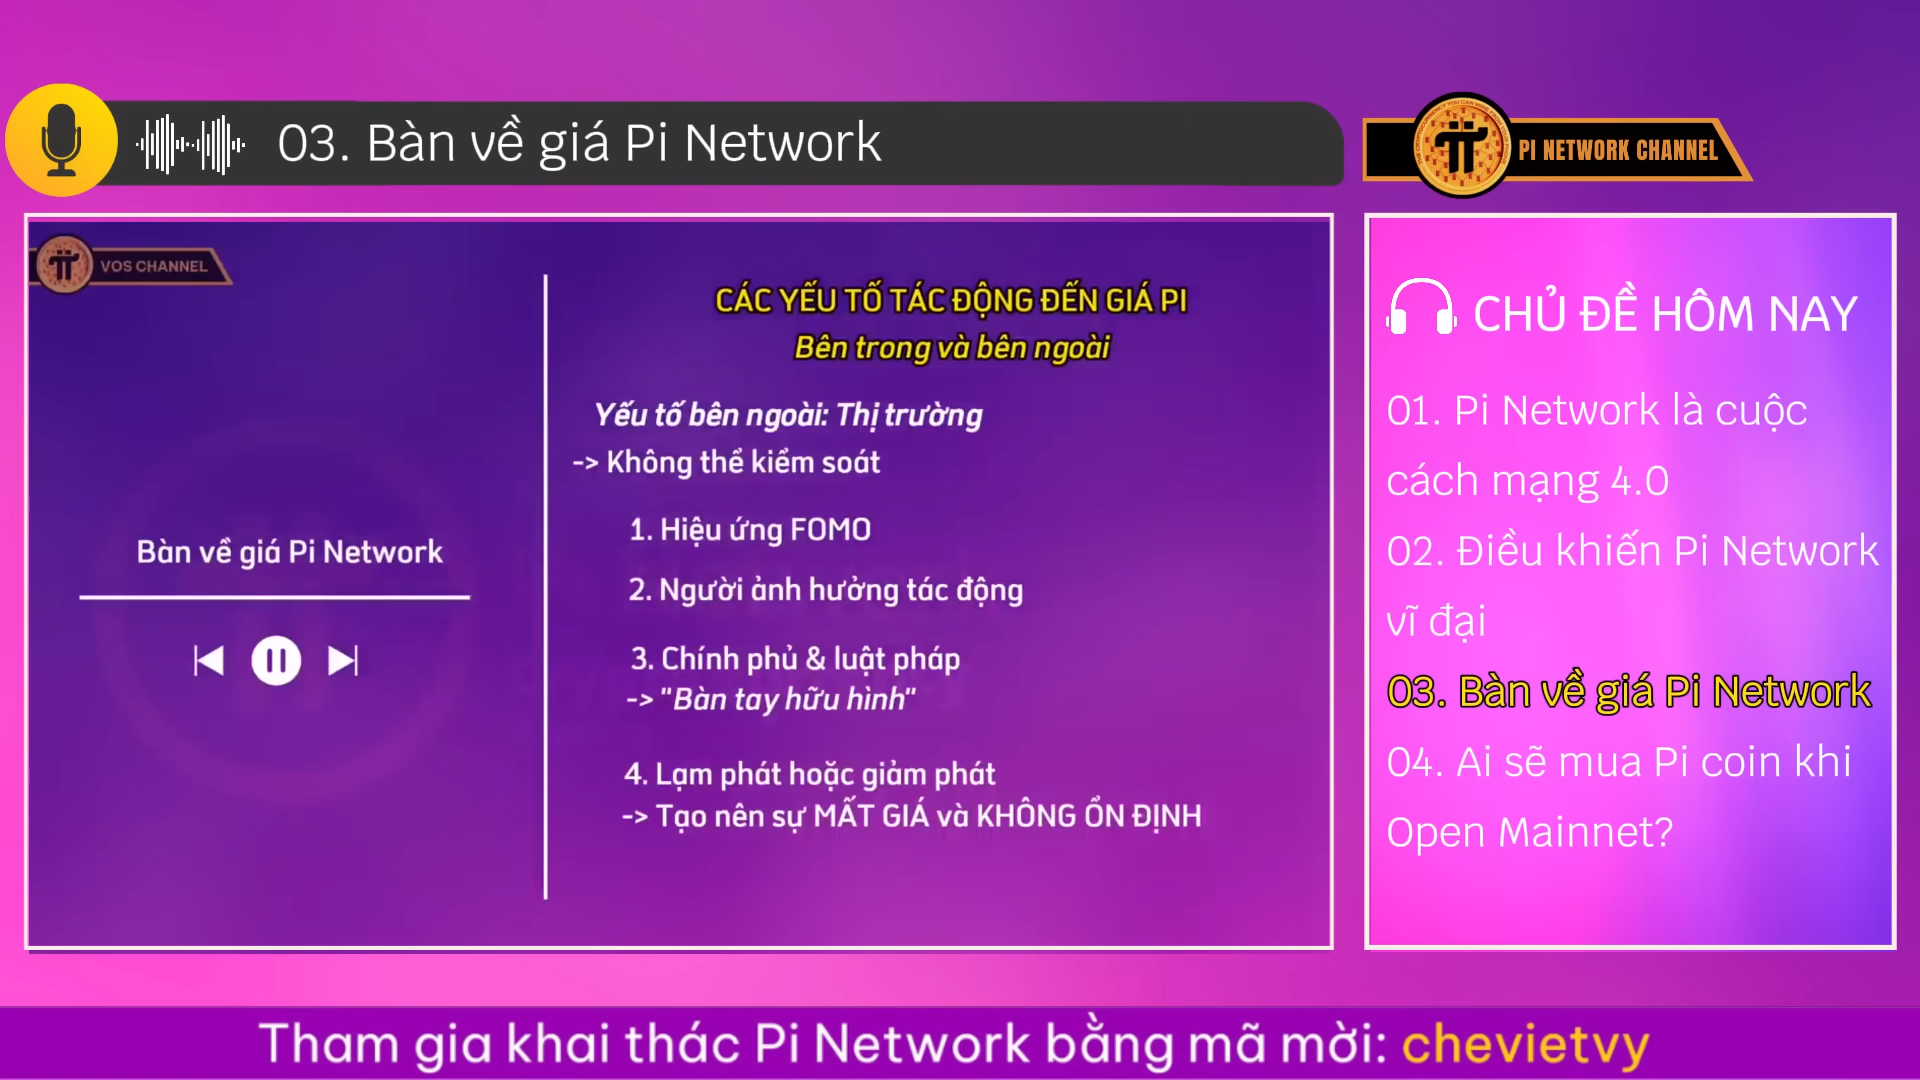 03. Bàn về giá Pi Network
PI NETWORK CHANNEL
VOS CHANNEL
Bàn về giá Pi Network
CÁC YẾU TỐ TÁC ĐỘNG ĐẾN GIÁ PI
Bên trong và bên ngoài
Yếu tố bên ngoài: Thị trường
-> Không thể kiểm soát
1. Hiệu ứng FOMO
2. Người ảnh hưởng tác động
3. Chính phủ & luật pháp
-> "Bàn tay hữu hình"
4. Lạm phát hoặc giảm phát
-> Tạo nên sự MẤT GIÁ và KHÔNG ỔN ĐỊNH
CHỦ ĐỀ HÔM NAY
01. Pi Network là cuộc
cách mạng 4.0
02. Điều khiến Pi Network
vĩ đại
03. Bàn về giá Pi Network
04. Ai sẽ mua Pi coin khi
Open Mainnet?
Tham gia khai thác Pi Network bằng mã mời: chevietvy